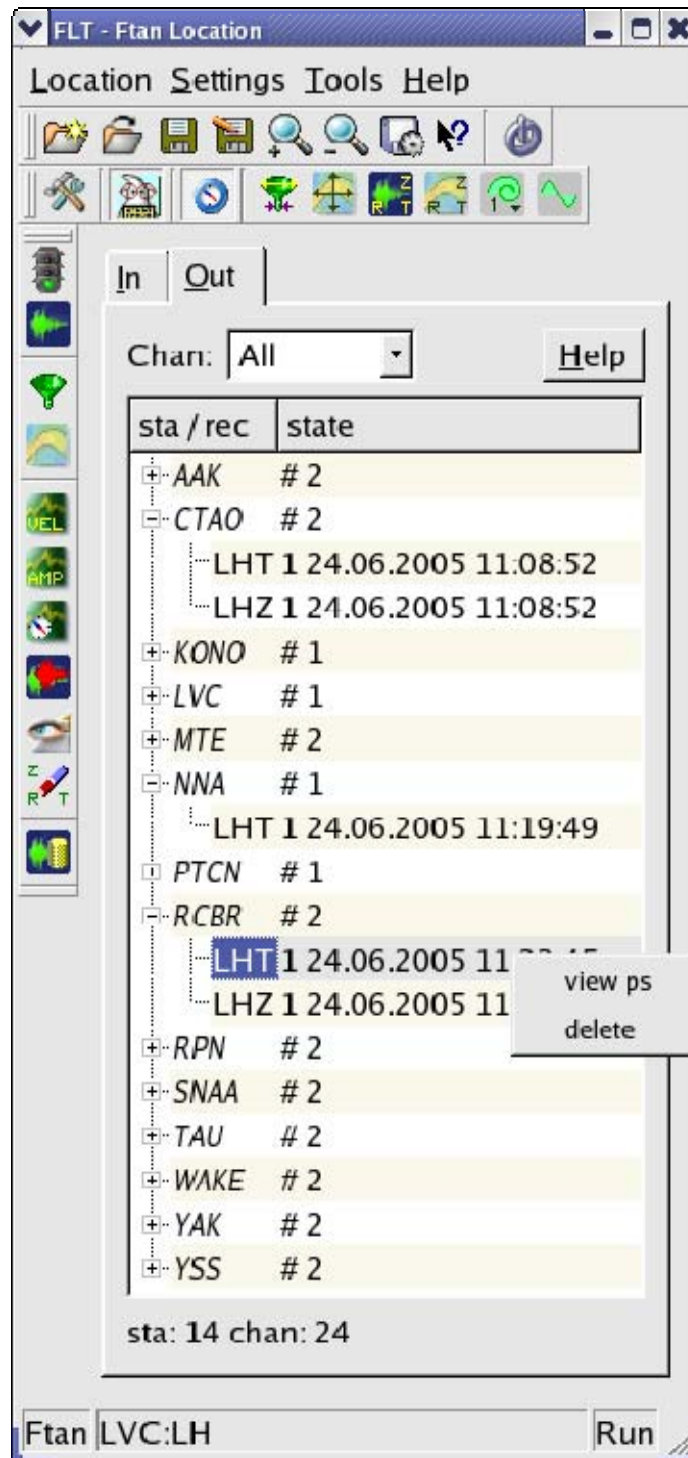 FLT - Ftan Location
Location Settings Tools Help
Z
R T
Z
R T
1
In Out
Chan: All Help
sta / rec state
AAK # 2
VEL
CTAO # 2
LHT 1 24.06.2005 11:08:52
AMP
LHZ 1 24.06.2005 11:08:52
KONO # 1
LVC # 1
MTE # 2
Z
R T
NNA # 1
LHT 1 24.06.2005 11:19:49
PTCN # 1
RCBR # 2
LHT 1 24.06.2005 11
view ps
LHZ 1 24.06.2005 11
delete
RPN # 2
SNAA # 2
TAU # 2
WAKE # 2
YAK # 2
YSS # 2
sta: 14 chan: 24
Ftan LVC:LH Run